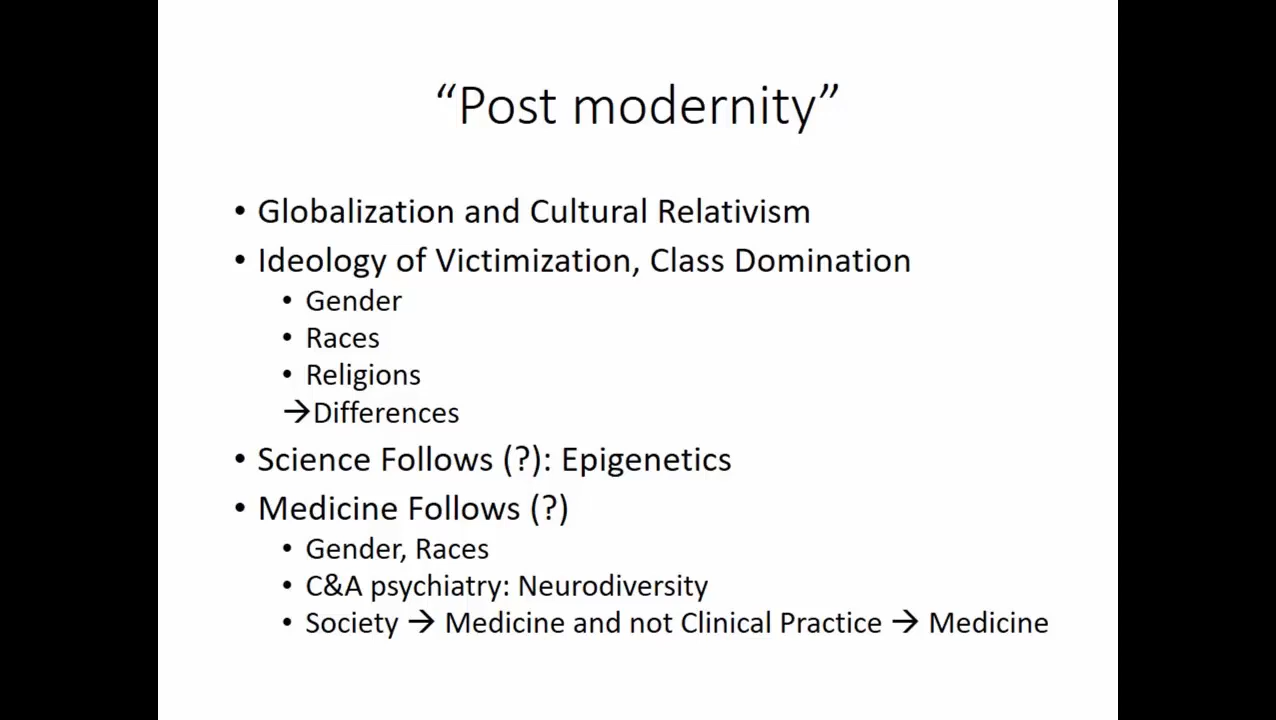 “Post modernity”
• Globalization and Cultural Relativism
• Ideology of Victimization, Class Domination
• Gender
• Races
• Religions
→Differences
• Science Follows (?): Epigenetics
• Medicine Follows (?)
• Gender, Races
• C&A psychiatry: Neurodiversity
• Society → Medicine and not Clinical Practice → Medicine